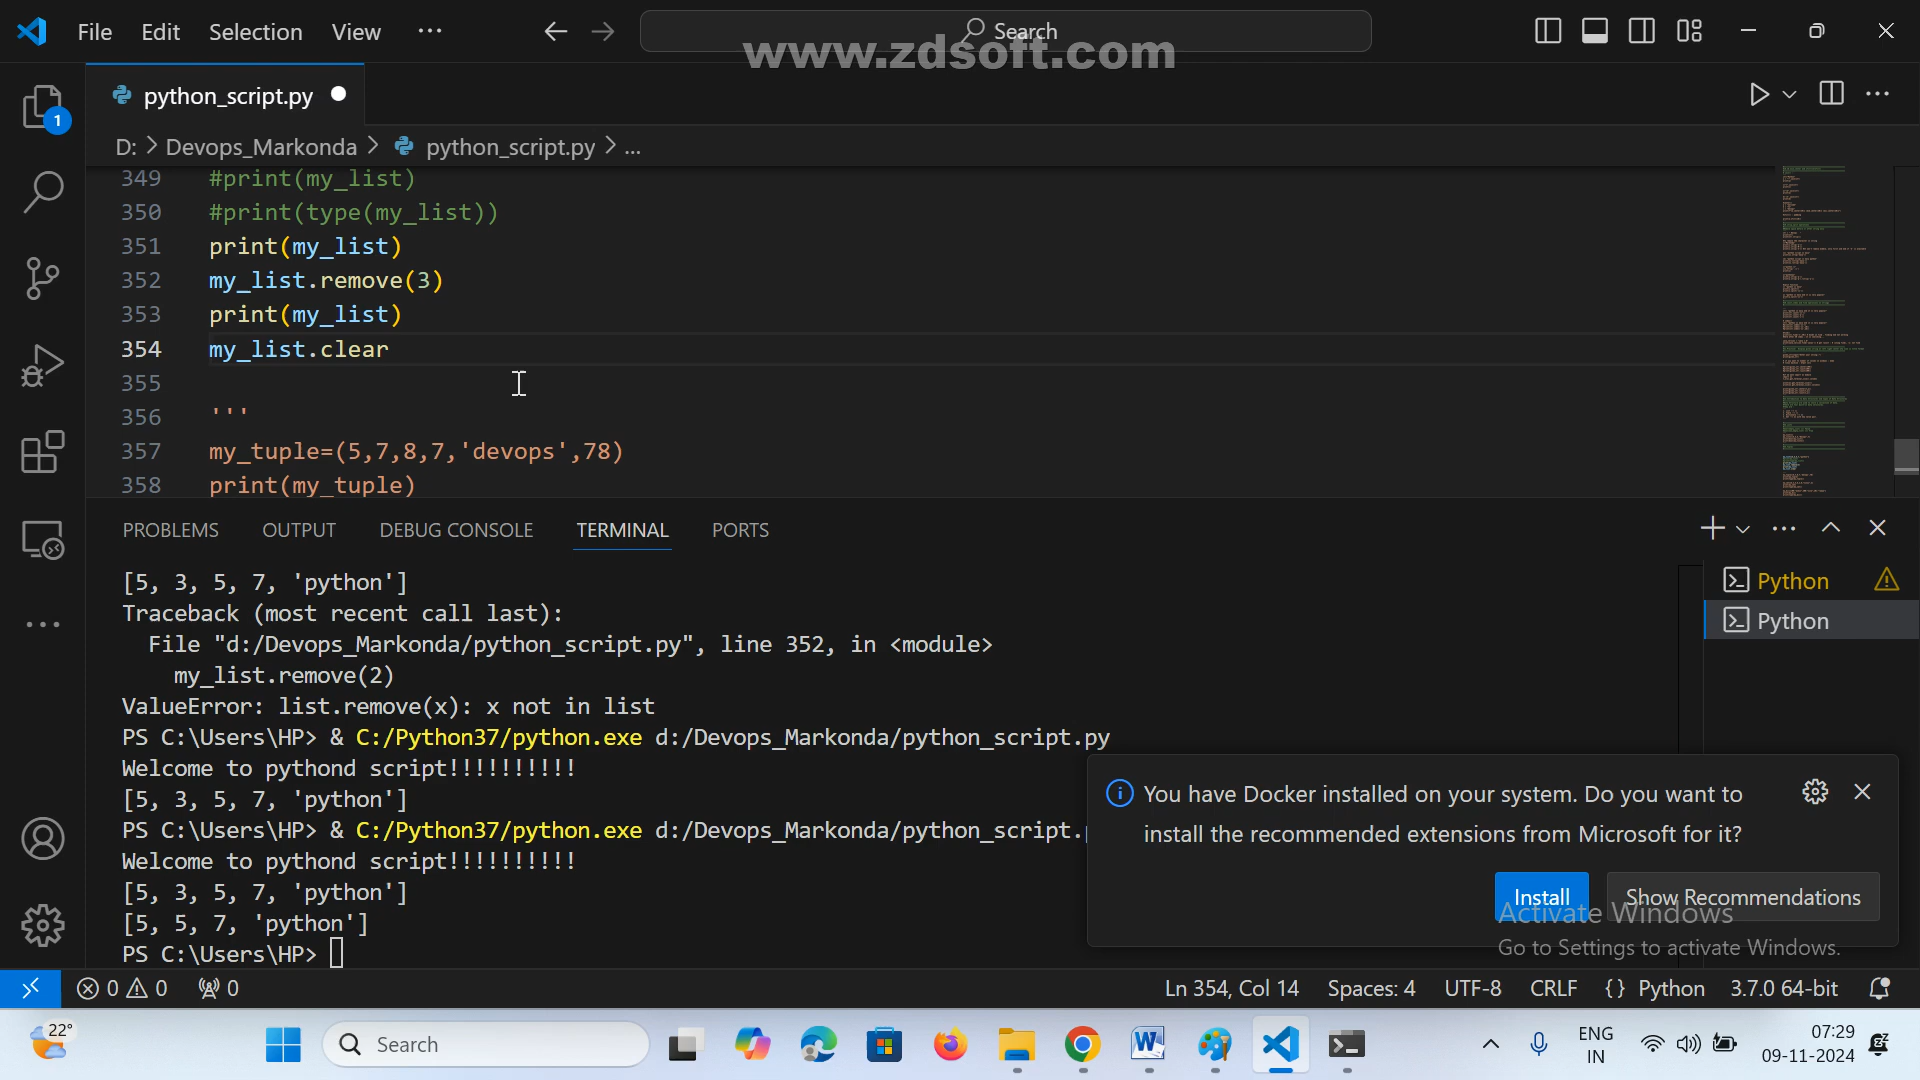 File Edit Selection View ··· Search
www.zdsoft.com
1
python_script.py
D: > Devops_Markonda > python_script.py > ...
349 #print(my_list)
350 #print(type(my_list))
351 print(my_list)
352 my_list.remove(3)
353 print(my_list)
354 my_list.clear
355
356 '''
357 my_tuple=(5,7,8,7,'devops',78)
358 print(my_tuple)
PROBLEMS OUTPUT DEBUG CONSOLE TERMINAL PORTS
[5, 3, 5, 7, 'python']
Traceback (most recent call last):
File "d:/Devops_Markonda/python_script.py", line 352, in <module>
my_list.remove(2)
ValueError: list.remove(x): x not in list
PS C:\Users\HP> & C:/Python37/python.exe d:/Devops_Markonda/python_script.py
Welcome to pythond script!!!!!!!!!!
[5, 3, 5, 7, 'python']
PS C:\Users\HP> & C:/Python37/python.exe d:/Devops_Markonda/python_script.
Welcome to pythond script!!!!!!!!!!
[5, 3, 5, 7, 'python']
[5, 5, 7, 'python']
PS C:\Users\HP>
Python
Python
You have Docker installed on your system. Do you want to
install the recommended extensions from Microsoft for it?
Install Show Recommendations
Activate Windows
Go to Settings to activate Windows.
0 0 0 Ln 354, Col 14 Spaces: 4 UTF-8 CRLF {} Python 3.7.0 64-bit
22°
Search
ENG
IN
07:29
09-11-2024